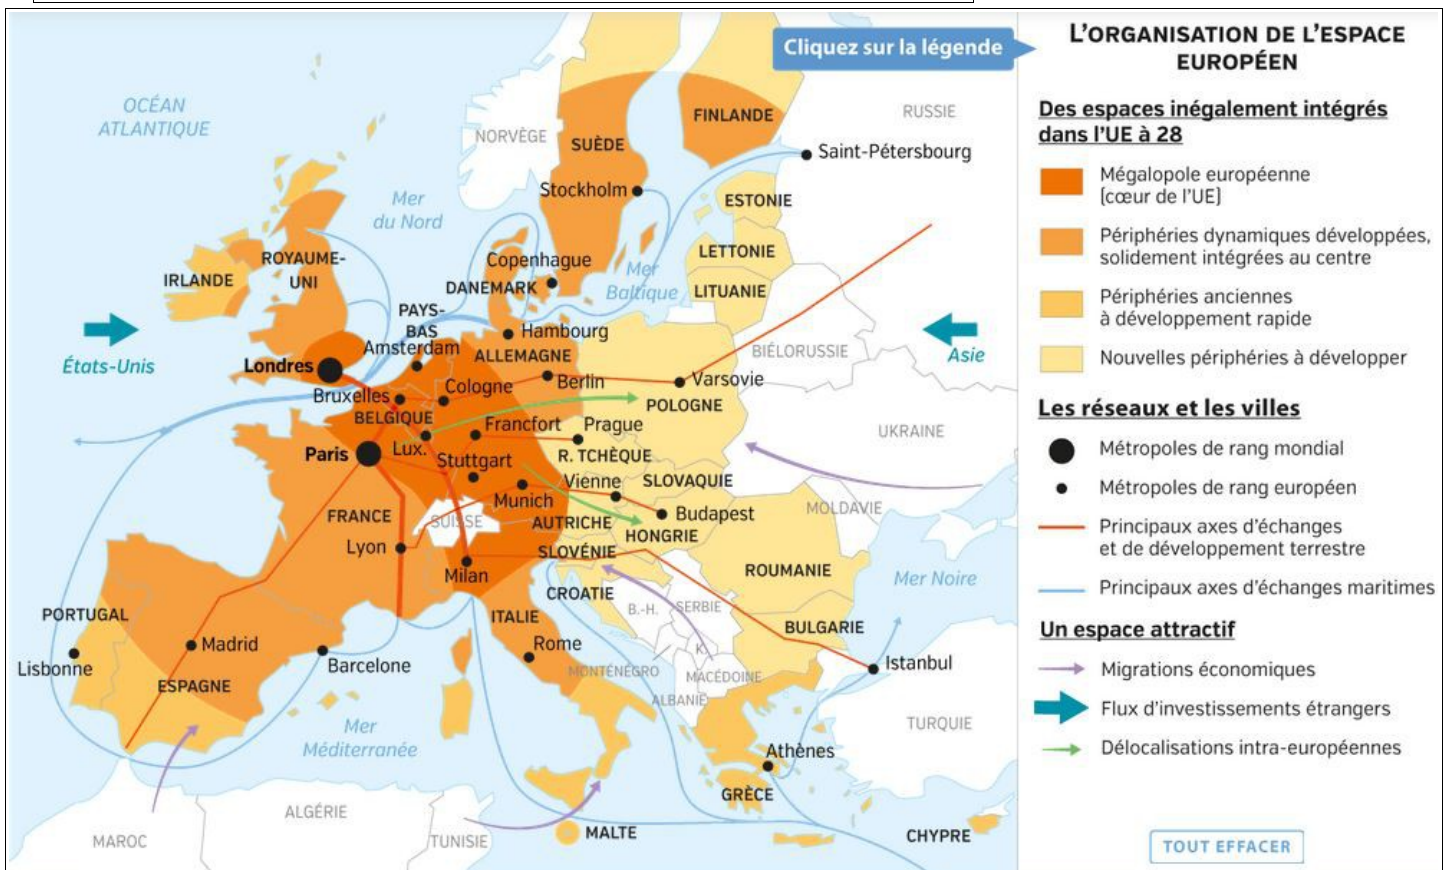 Cliquez sur la légende
L'ORGANISATION DE L'ESPACE
EUROPÉEN
Des espaces inégalement intégrés
dans l'UE à 28
Mégalopole européenne
(cœur de l'UE)
Périphéries dynamiques développées,
solidement intégrées au centre
Périphéries anciennes
à développement rapide
Nouvelles périphéries à développer
Les réseaux et les villes
Métropoles de rang mondial
Métropoles de rang européen
Principaux axes d'échanges
et de développement terrestre
Principaux axes d'échanges maritimes
Un espace attractif
Migrations économiques
Flux d'investissements étrangers
Délocalisations intra-européennes
TOUT EFFACER
OCÉAN
ATLANTIQUE
NORVÈGE
SUÈDE
FINLANDE
RUSSIE
Saint-Pétersbourg
Stockholm
Mer
du Nord
ESTONIE
LETTONIE
LITUANIE
Mer
Baltique
IRLANDE
ROYAUME-
UNI
Copenhague
DANEMARK
PAYS-
BAS
Amsterdam
Hambourg
ALLEMAGNE
BIÉLORUSSIE
États-Unis
Asie
Londres
Bruxelles
BELGIQUE
Cologne
Berlin
Varsovie
POLOGNE
UKRAINE
Paris
Lux.
Francfort
Prague
R. TCHÈQUE
Stuttgart
Vienne
SLOVAQUIE
Munich
Budapest
MOLDAVIE
FRANCE
SUISSE
AUTRICHE
HONGRIE
Lyon
SLOVÉNIE
Milan
ROUMANIE
Mer Noire
CROATIE
B.-H.
SERBIE
PORTUGAL
ITALIE
BULGARIE
Madrid
Rome
K.
Lisbonne
Barcelone
Istanbul
ESPAGNE
MONTÉNÉGRO
MACÉDOINE
ALBANIE
Mer
Méditerranée
TURQUIE
Athènes
GRÈCE
ALGÉRIE
MAROC
TUNISIE
MALTE
CHYPRE